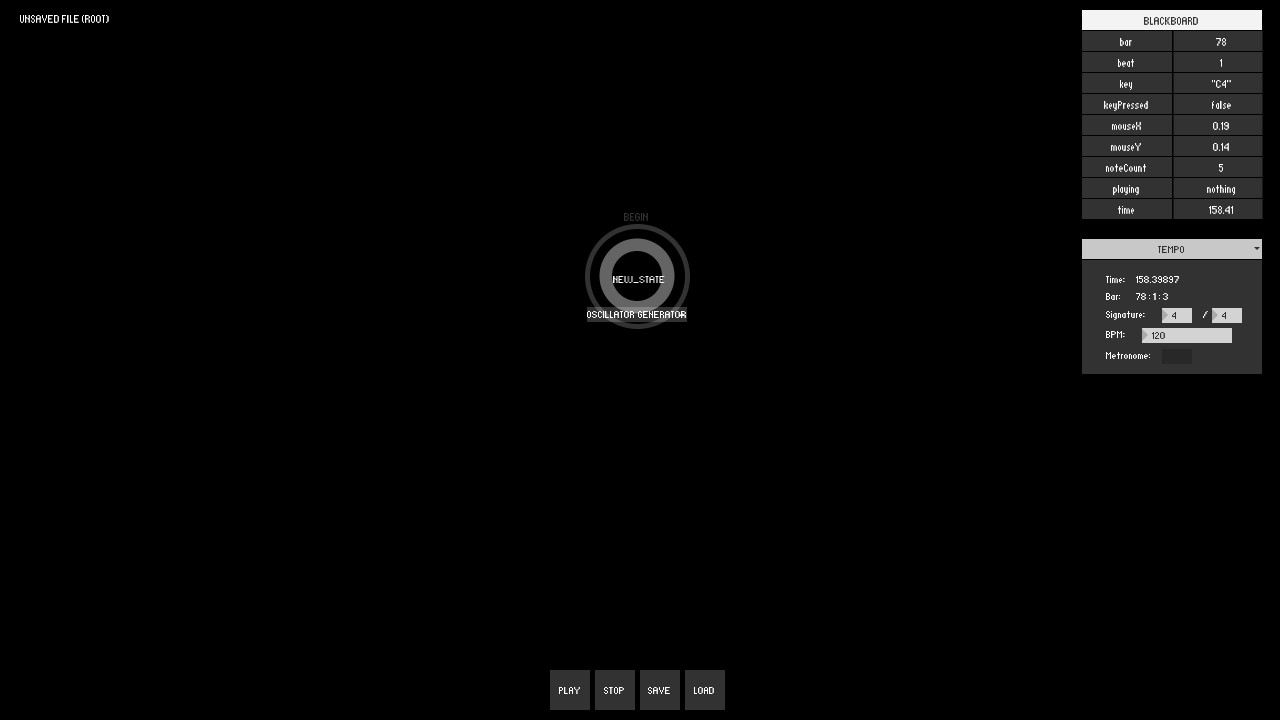 UNSAVED FILE (ROOT)
BLACKBOARD
bar 78
beat 1
key "C4"
keyPressed false
mouseX 0.19
mouseY 0.14
noteCount 5
playing nothing
time 158.41
TEMPO
Time: 158.39897
Bar: 78:1:3
Signature: 4 / 4
BPM: 120
Metronome:
BEGIN
NEW_STATE
OSCILLATOR GENERATOR
PLAY STOP SAVE LOAD